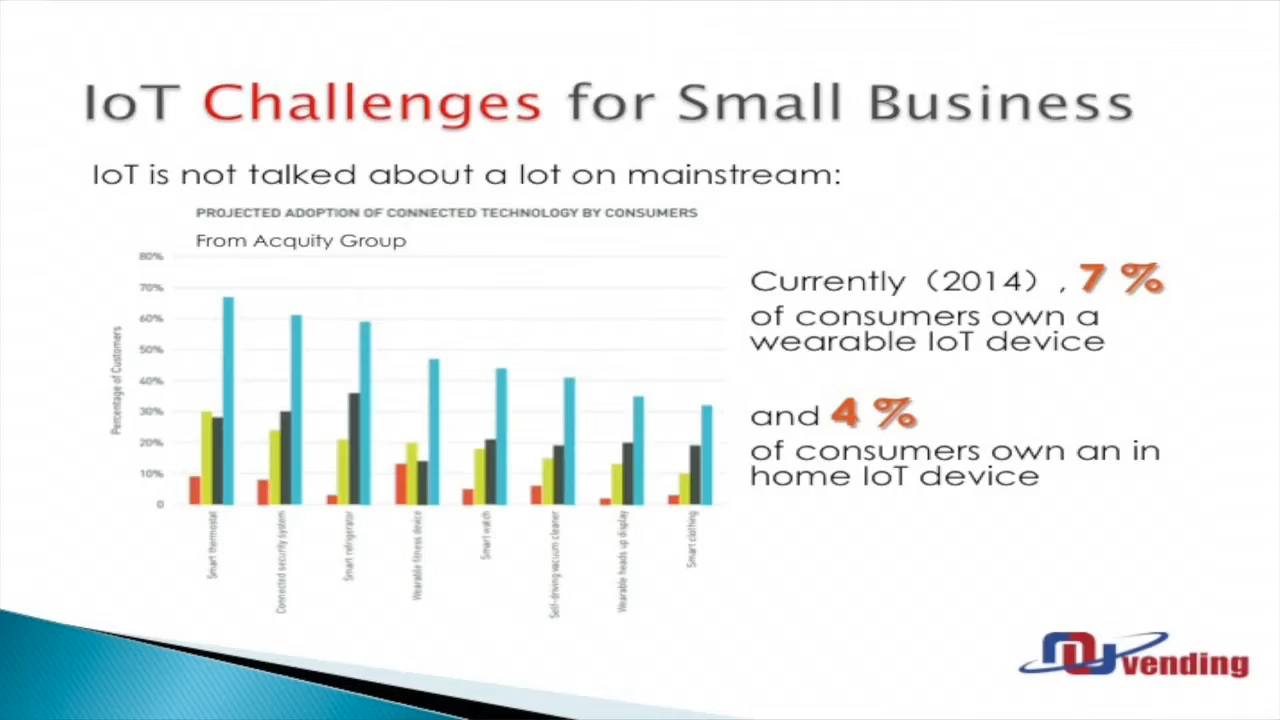 IoT Challenges for Small Business
IoT is not talked about a lot on mainstream:
PROJECTED ADOPTION OF CONNECTED TECHNOLOGY BY CONSUMERS
From Acquity Group
80%
70%
60%
50%
40%
30%
20%
10%
0
Percentage of Customers
Smart thermostat
Connected security system
Smart refrigerator
Wearable fitness device
Smart watch
Self-driving vacuum cleaner
Wearable heads up display
Smart clothing
Currently（2014）, 7 %
of consumers own a
wearable IoT device
and 4 %
of consumers own an in
home IoT device
vending